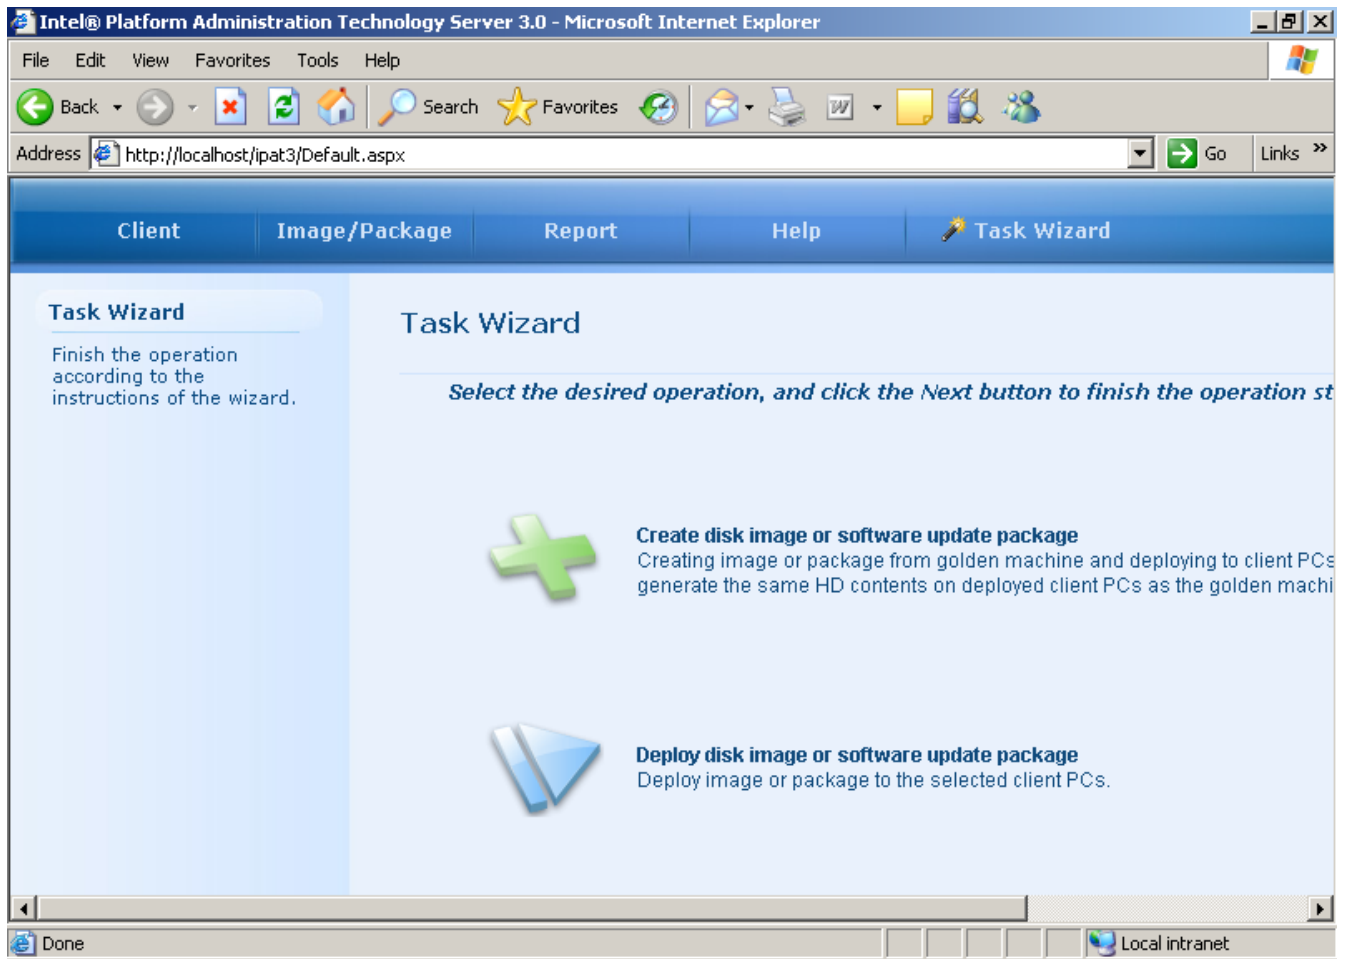 Intel® Platform Administration Technology Server 3.0 - Microsoft Internet Explorer
File Edit View Favorites Tools Help
Back Search Favorites
Address http://localhost/ipat3/Default.aspx Go Links »
Client Image/Package Report Help Task Wizard
Task Wizard
Finish the operation
according to the
instructions of the wizard.
Task Wizard
Select the desired operation, and click the Next button to finish the operation st
Create disk image or software update package
Creating image or package from golden machine and deploying to client PCs
generate the same HD contents on deployed client PCs as the golden machi
Deploy disk image or software update package
Deploy image or package to the selected client PCs.
Done Local intranet